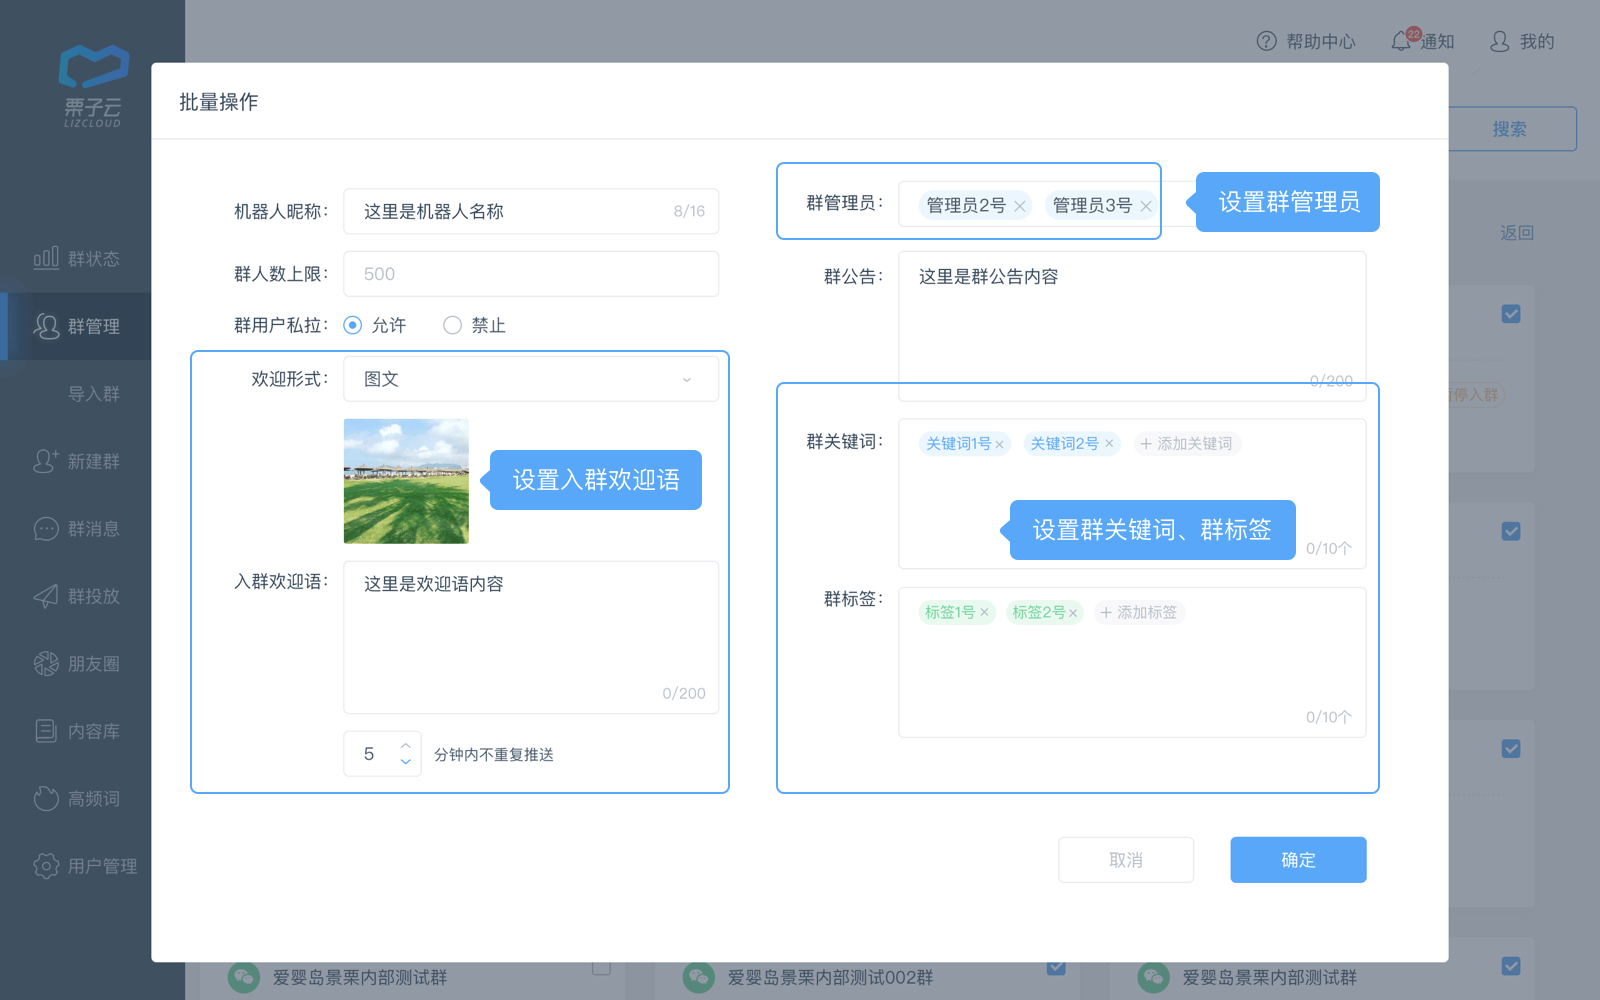 帮助中心
22
通知
我的
栗子云
LIZCLOUD
搜索
返回
群状态
群管理
导入群
新建群
群消息
群投放
朋友圈
内容库
高频词
用户管理
批量操作
机器人昵称：
这里是机器人名称
8/16
群人数上限：
500
群用户私拉：
允许
禁止
欢迎形式：
图文
设置入群欢迎语
入群欢迎语：
这里是欢迎语内容
0/200
5
分钟内不重复推送
群管理员：
管理员2号 ×
管理员3号 ×
设置群管理员
群公告：
这里是群公告内容
0/200
群关键词：
关键词1号×
关键词2号×
+ 添加关键词
设置群关键词、群标签
0/10个
群标签：
标签1号×
标签2号×
+ 添加标签
0/10个
取消
确定
停入群
爱婴岛景栗内部测试群
爱婴岛景栗内部测试002群
爱婴岛景栗内部测试群